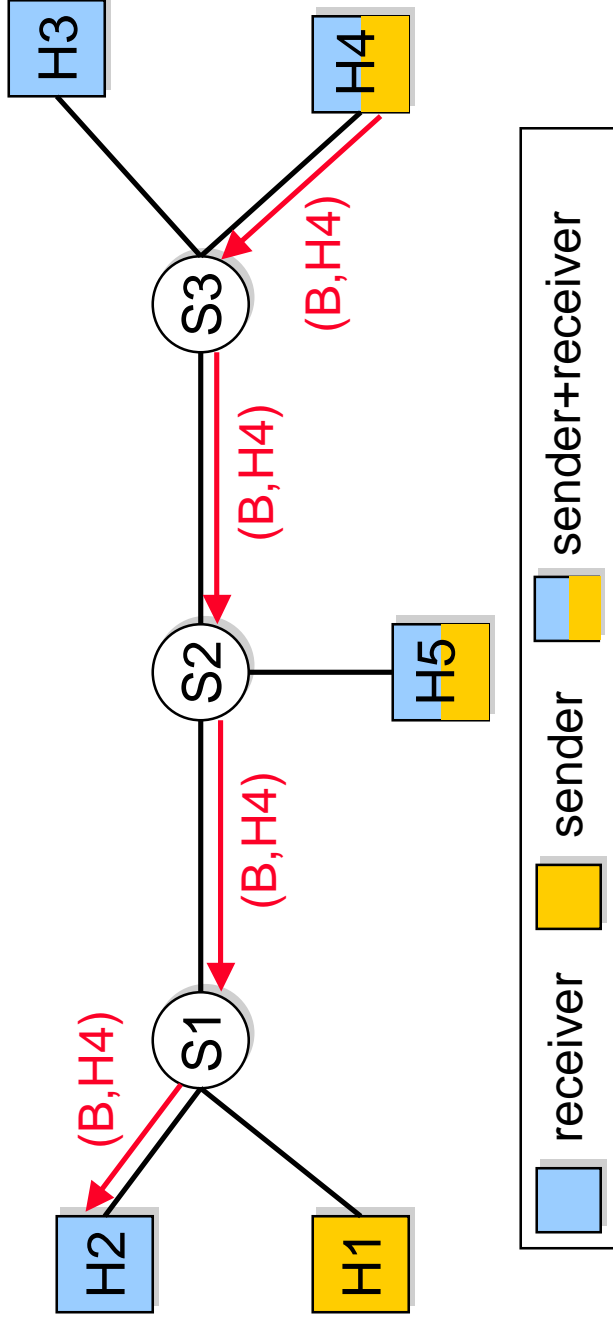 H2 (B,H4) H3
S1 S2 S3
(B,H4) (B,H4) (B,H4)
H1 H5 H4
receiver sender sender+receiver